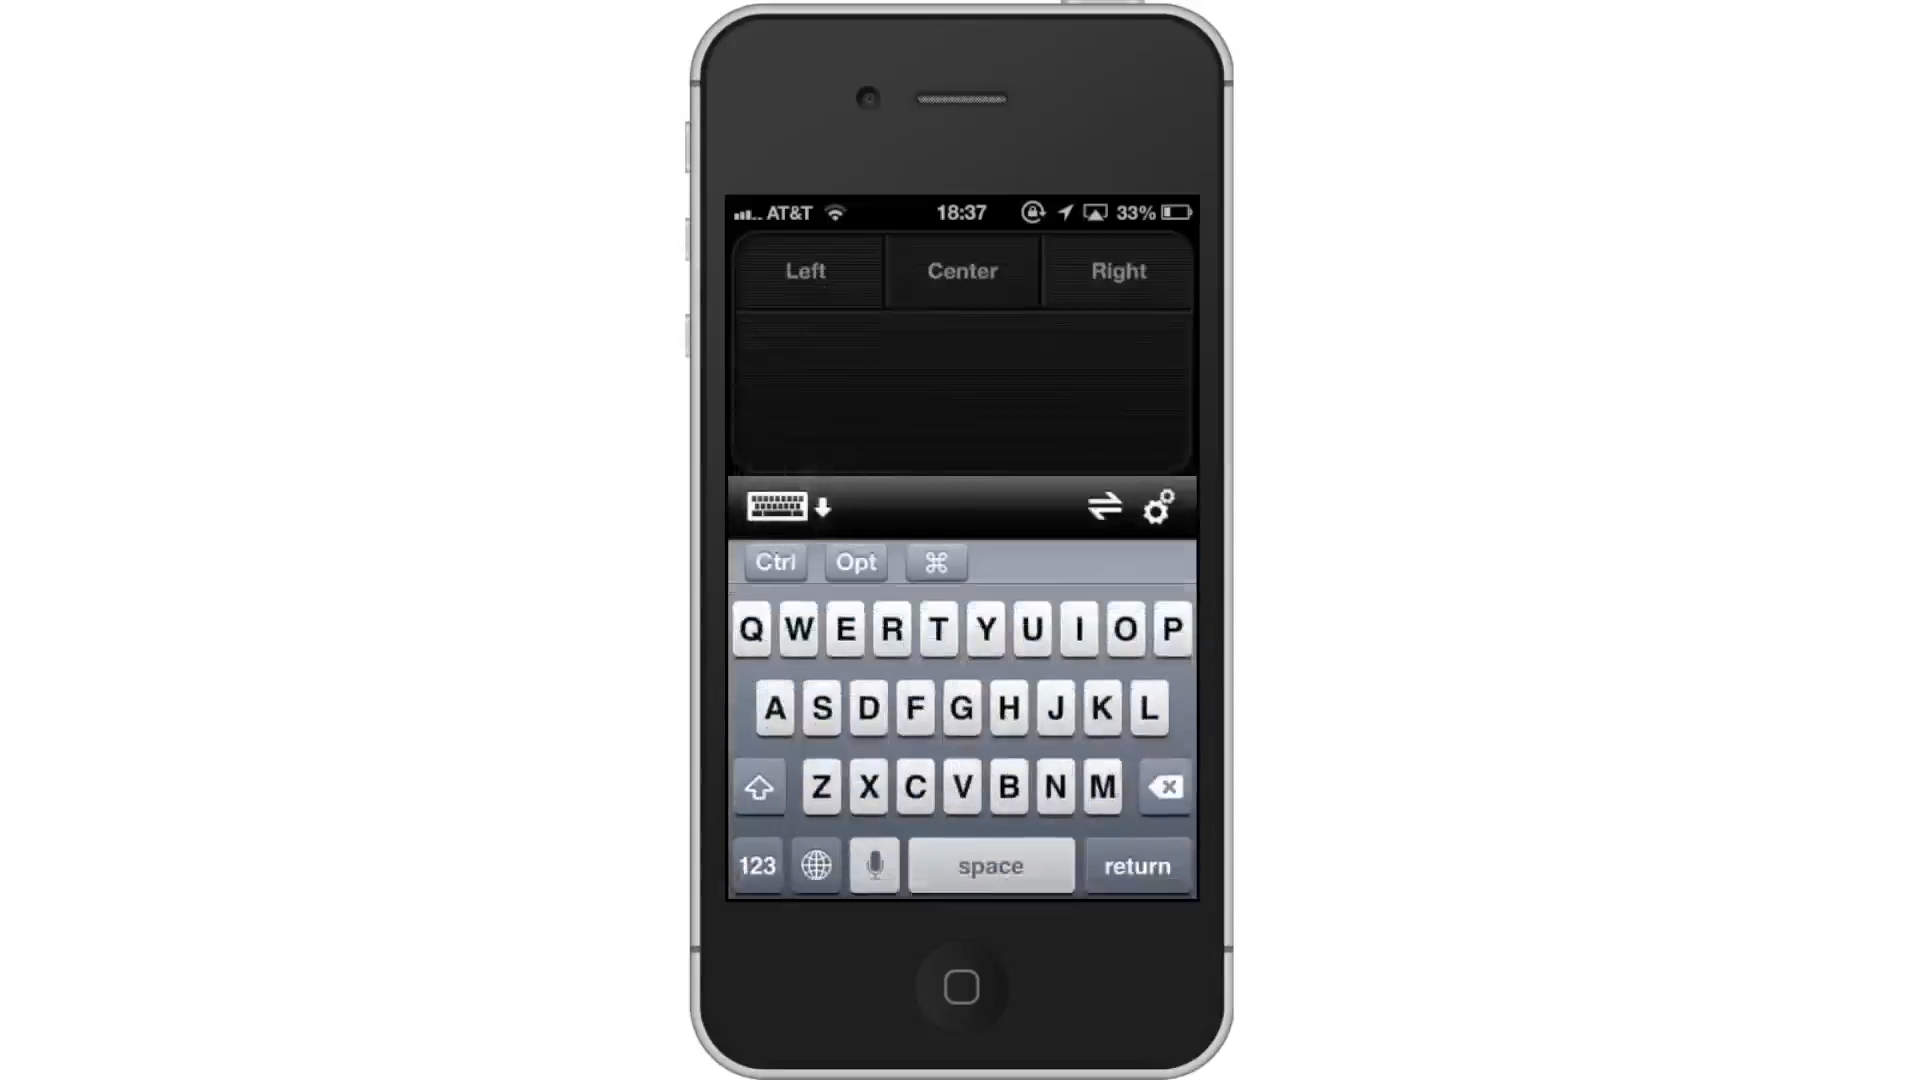 AT&T 18:37 33%
Left Center Right
Ctrl Opt ⌘
Q W E R T Y U I O P
A S D F G H J K L
Z X C V B N M
123 space return